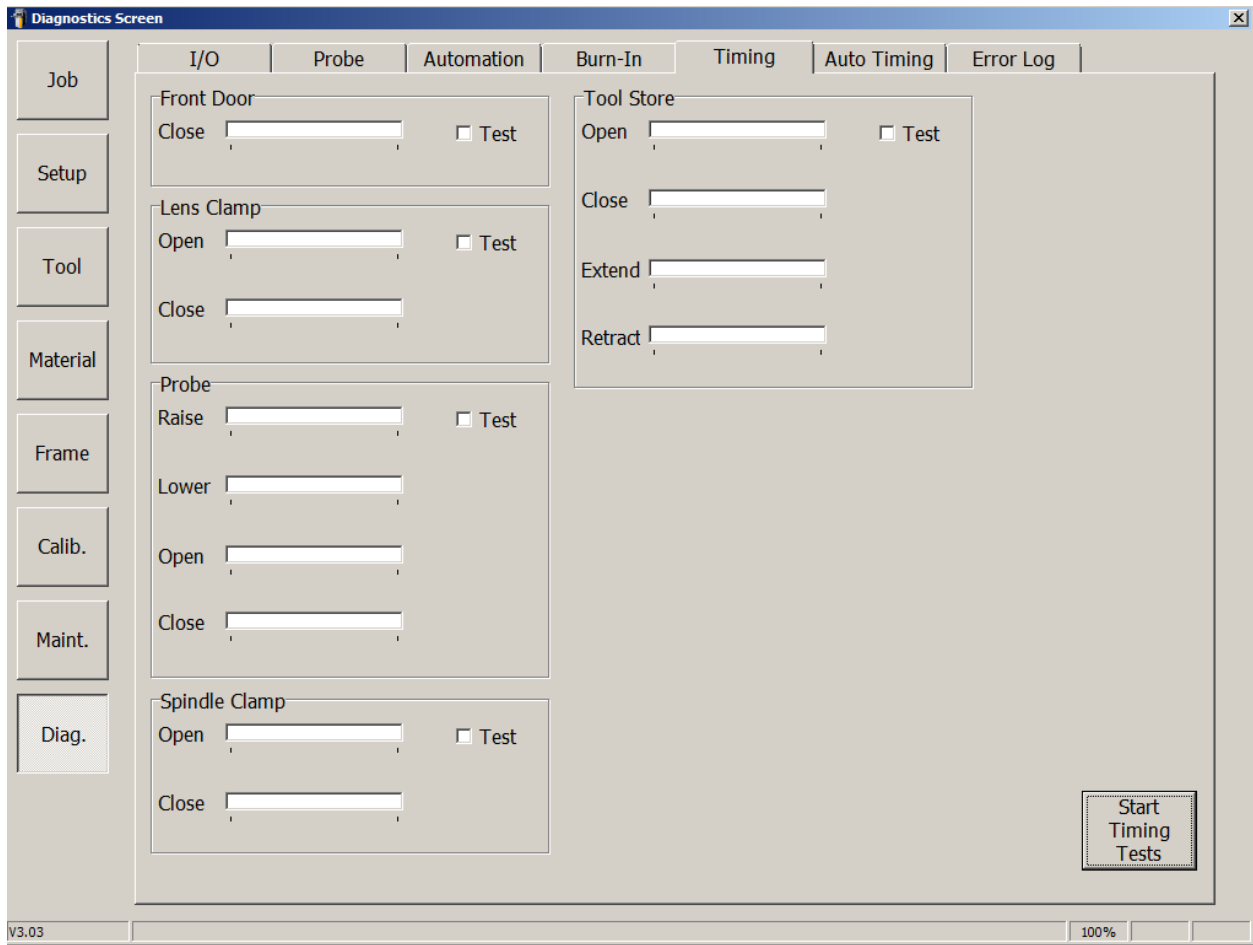 Diagnostics Screen
I/O Probe Automation Burn-In Timing Auto Timing Error Log
Job
Setup
Tool
Material
Frame
Calib.
Maint.
Diag.
Front Door
Close Test
Lens Clamp
Open Test
Close
Probe
Raise Test
Lower
Open
Close
Spindle Clamp
Open Test
Close
Tool Store
Open Test
Close
Extend
Retract
Start
Timing
Tests
V3.03 100%